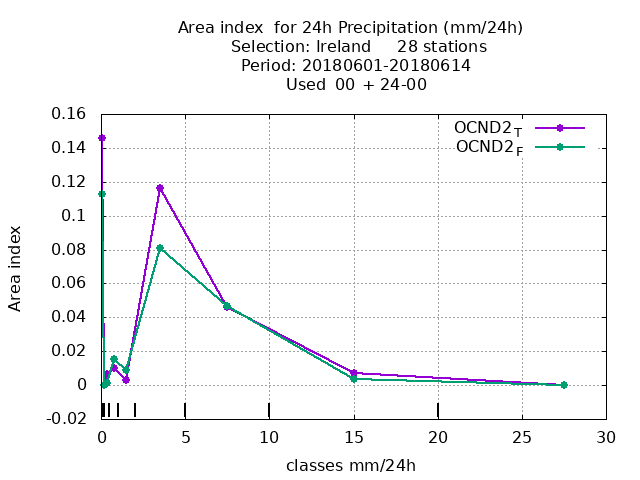 Area index  for 24h Precipitation (mm/24h)
Selection: Ireland     28 stations
Period: 20180601-20180614
Used  00  + 24-00
OCND2T
OCND2F
0.16
0.14
0.12
0.1
0.08
0.06
0.04
0.02
0
-0.02
Area index
0 5 10 15 20 25 30
classes mm/24h